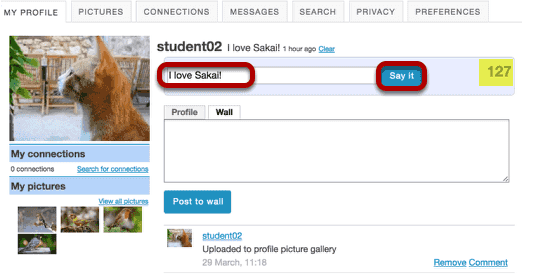 MY PROFILE PICTURES CONNECTIONS MESSAGES SEARCH PRIVACY PREFERENCES
student02 I love Sakai! 1 hour ago Clear
I love Sakai! Say it 127
Profile Wall
My connections
0 connections Search for connections
My pictures
View all pictures
Post to wall
student02
Uploaded to profile picture gallery
29 March, 11:18 Remove Comment